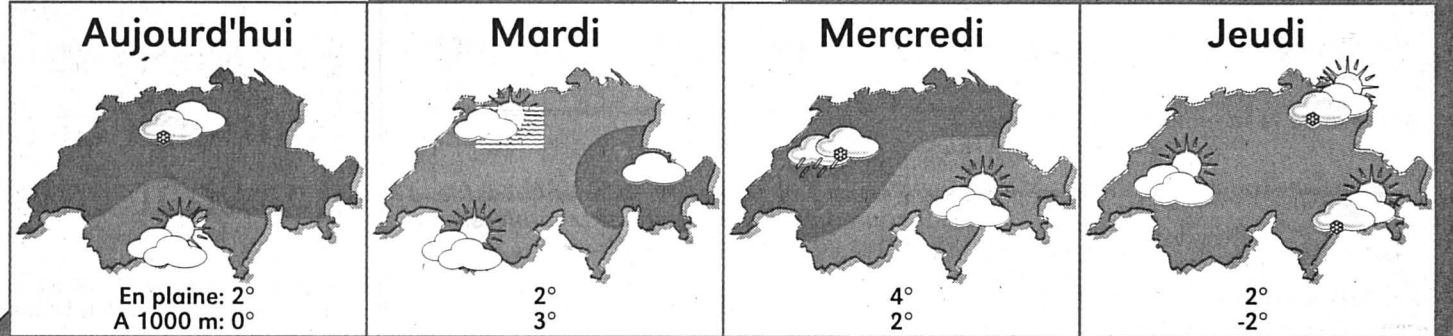 Aujourd'hui
En plaine: 2°
A 1000 m: 0°
Mardi
2°
3°
Mercredi
4°
2°
Jeudi
2°
-2°